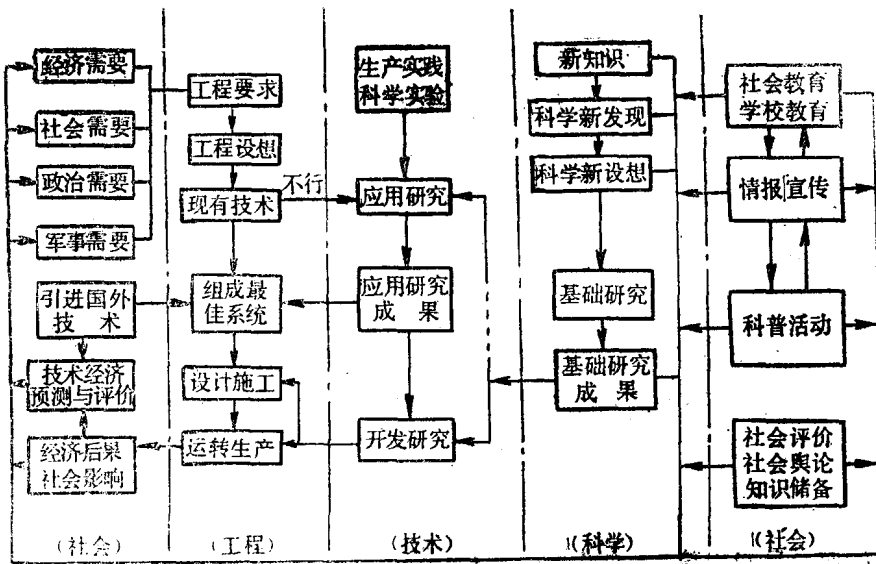 经济需要
社会需要
政治需要
军事需要
引进国外
技术
技术经济
预测与评价
经济后果
社会影响
(社会)
工程要求
工程设想
现有技术
不行
组成最
佳系统
设计施工
运转生产
(工程)
生产实践
科学实验
应用研究
应用研究
成果
开发研究
(技术)
新知识
科学新发现
科学新设想
基础研究
基础研究
成果
(科学)
社会教育
学校教育
情报宣传
科普活动
社会评价
社会舆论
知识储备
(社会)